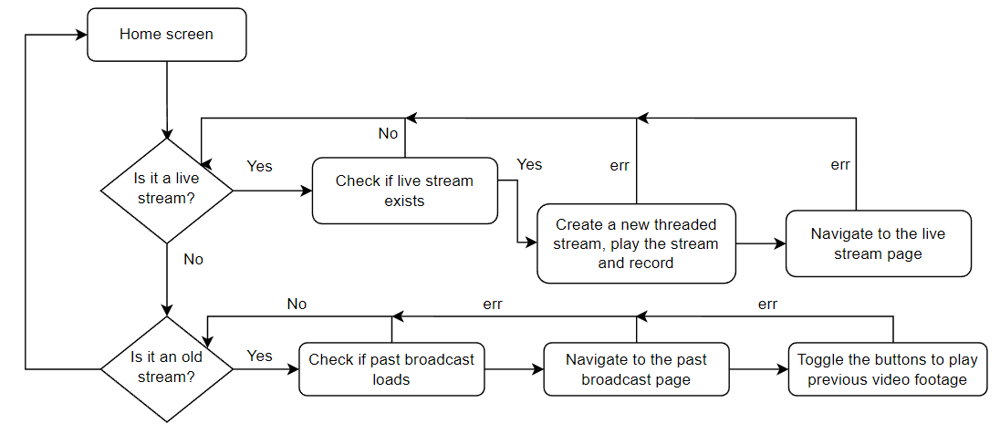 Home screen
No
Is it a live
stream?
Yes
Check if live stream
exists
Yes
err
err
Create a new threaded
stream, play the stream
and record
Navigate to the live
stream page
No
No
err
err
Is it an old
stream?
Yes
Check if past broadcast
loads
Navigate to the past
broadcast page
Toggle the buttons to play
previous video footage